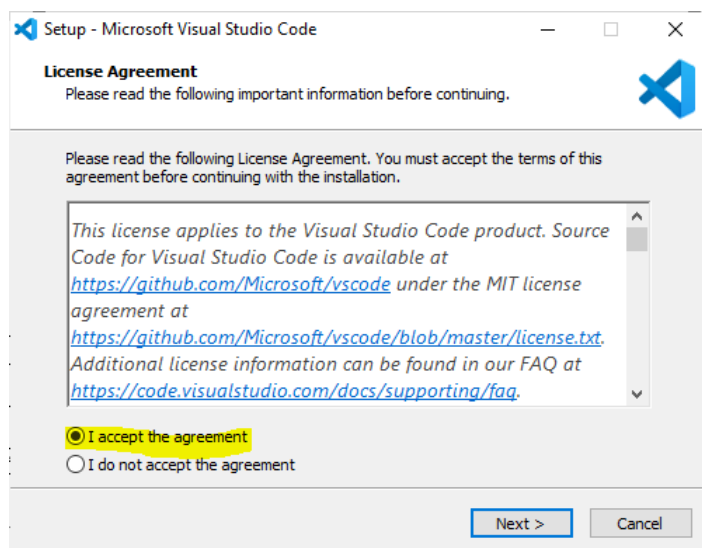 Setup - Microsoft Visual Studio Code
License Agreement
Please read the following important information before continuing.
Please read the following License Agreement. You must accept the terms of this
agreement before continuing with the installation.
This license applies to the Visual Studio Code product. Source
Code for Visual Studio Code is available at
https://github.com/Microsoft/vscode under the MIT license
agreement at
https://github.com/Microsoft/vscode/blob/master/license.txt.
Additional license information can be found in our FAQ at
https://code.visualstudio.com/docs/supporting/faq.
I accept the agreement
I do not accept the agreement
Next >
Cancel